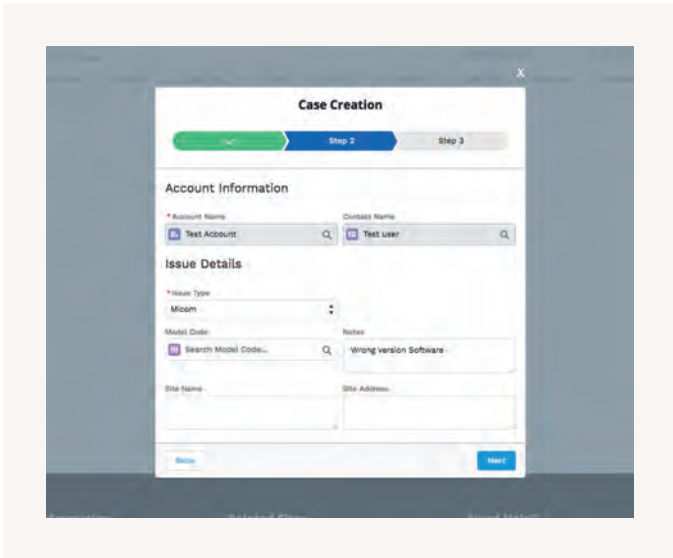 X
Case Creation
Step 2
Step 3
Account Information
* Account Name
Contact Name
Test Account
Test user
Issue Details
* Issue Type
Micom
Model Code
Notes
Search Model Code...
Wrong version Software
Site Name
Site Address
Next